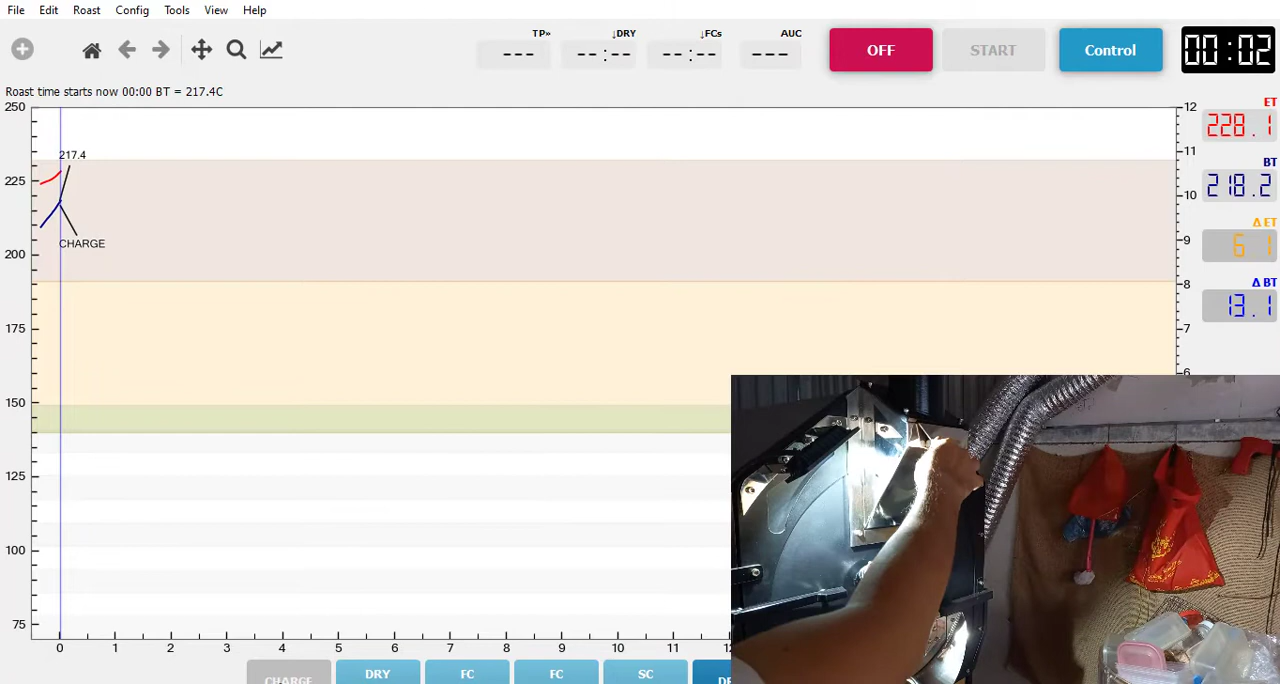 File Edit Roast Config Tools View Help
TP» ↓DRY ↓FCs AUC
--- --:-- --:-- ---
OFF START Control 00:02
Roast time starts now 00:00 BT = 217.4C
ET
228.1
BT
218.2
Δ ET
6 1
Δ BT
13.1
250
225
200
175
150
125
100
75
12
11
10
9
8
7
6
217.4
CHARGE
0 1 2 3 4 5 6 7 8 9 10 11
CHARGE DRY FC FC SC